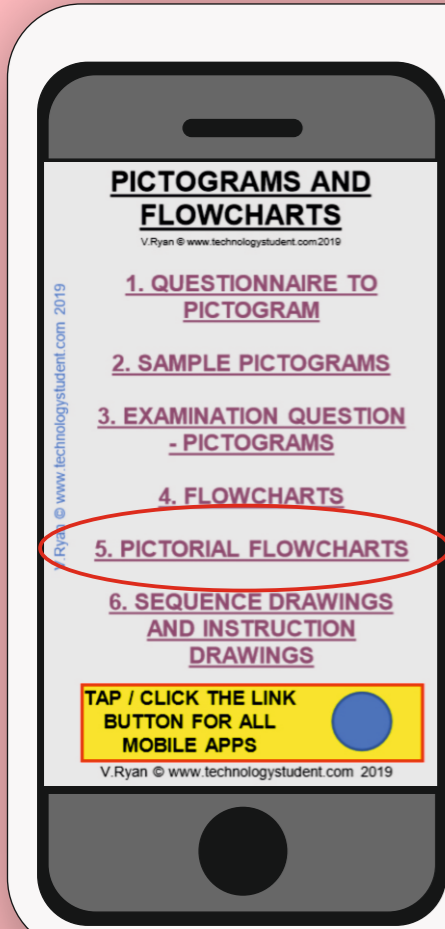 PICTOGRAMS AND
FLOWCHARTS
V.Ryan © www.technologystudent.com 2019
V.Ryan © www.technologystudent.com 2019
1. QUESTIONNAIRE TO
PICTOGRAM
2. SAMPLE PICTOGRAMS
3. EXAMINATION QUESTION
- PICTOGRAMS
4. FLOWCHARTS
5. PICTORIAL FLOWCHARTS
6. SEQUENCE DRAWINGS
AND INSTRUCTION
DRAWINGS
TAP / CLICK THE LINK
BUTTON FOR ALL
MOBILE APPS
V.Ryan © www.technologystudent.com 2019